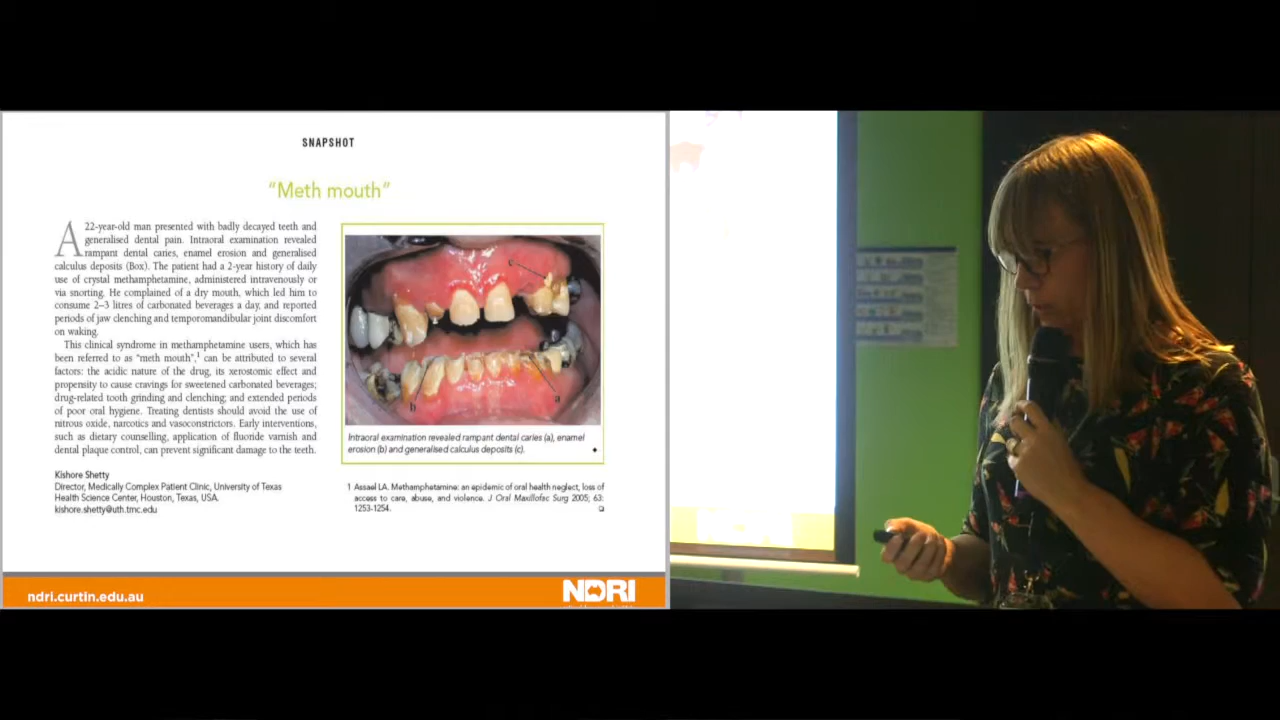 SNAPSHOT
“Meth mouth”
A 22-year-old man presented with badly decayed teeth and
generalised dental pain. Intraoral examination revealed
rampant dental caries, enamel erosion and generalised
calculus deposits (Box). The patient had a 2-year history of daily
use of crystal methamphetamine, administered intravenously or
via snorting. He complained of a dry mouth, which led him to
consume 2–3 litres of carbonated beverages a day, and reported
periods of jaw clenching and temporomandibular joint discomfort
on waking.
This clinical syndrome in methamphetamine users, which has
been referred to as “meth mouth”,1 can be attributed to several
factors: the acidic nature of the drug, its xerostomic effect and
propensity to cause cravings for sweetened carbonated beverages;
drug-related tooth grinding and clenching; and extended periods
of poor oral hygiene. Treating dentists should avoid the use of
nitrous oxide, narcotics and vasoconstrictors. Early interventions,
such as dietary counselling, application of fluoride varnish and
dental plaque control, can prevent significant damage to the teeth.
Kishore Shetty
Director, Medically Complex Patient Clinic, University of Texas
Health Science Center, Houston, Texas, USA.
kishore.shetty@uth.tmc.edu
c
b
a
Intraoral examination revealed rampant dental caries (a), enamel
erosion (b) and generalised calculus deposits (c).
1 Assael LA. Methamphetamine: an epidemic of oral health neglect, loss of
access to care, abuse, and violence. J Oral Maxillofac Surg 2005; 63:
1253-1254.
ndri.curtin.edu.au
NDRI